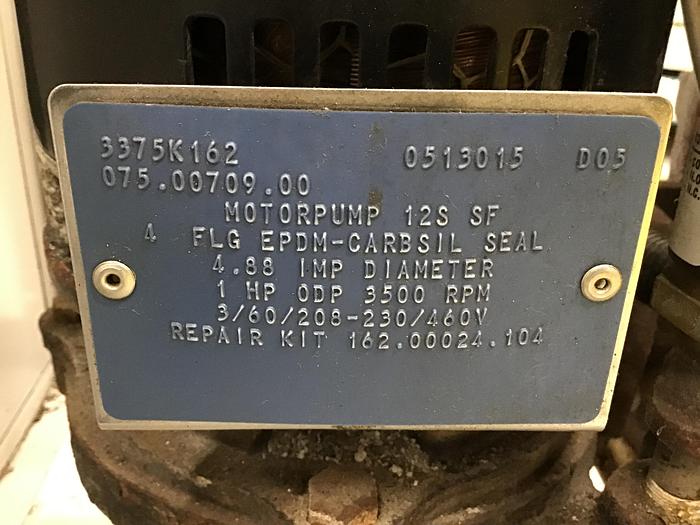 3375K162 0513015 D05
075.00709.00
MOTORPUMP 12S SF
4 FLG EPDM-CARBSIL SEAL
4.88 IMP DIAMETER
1 HP ODP 3500 RPM
3/60/208-230/460V
REPAIR KIT 162.00024.104